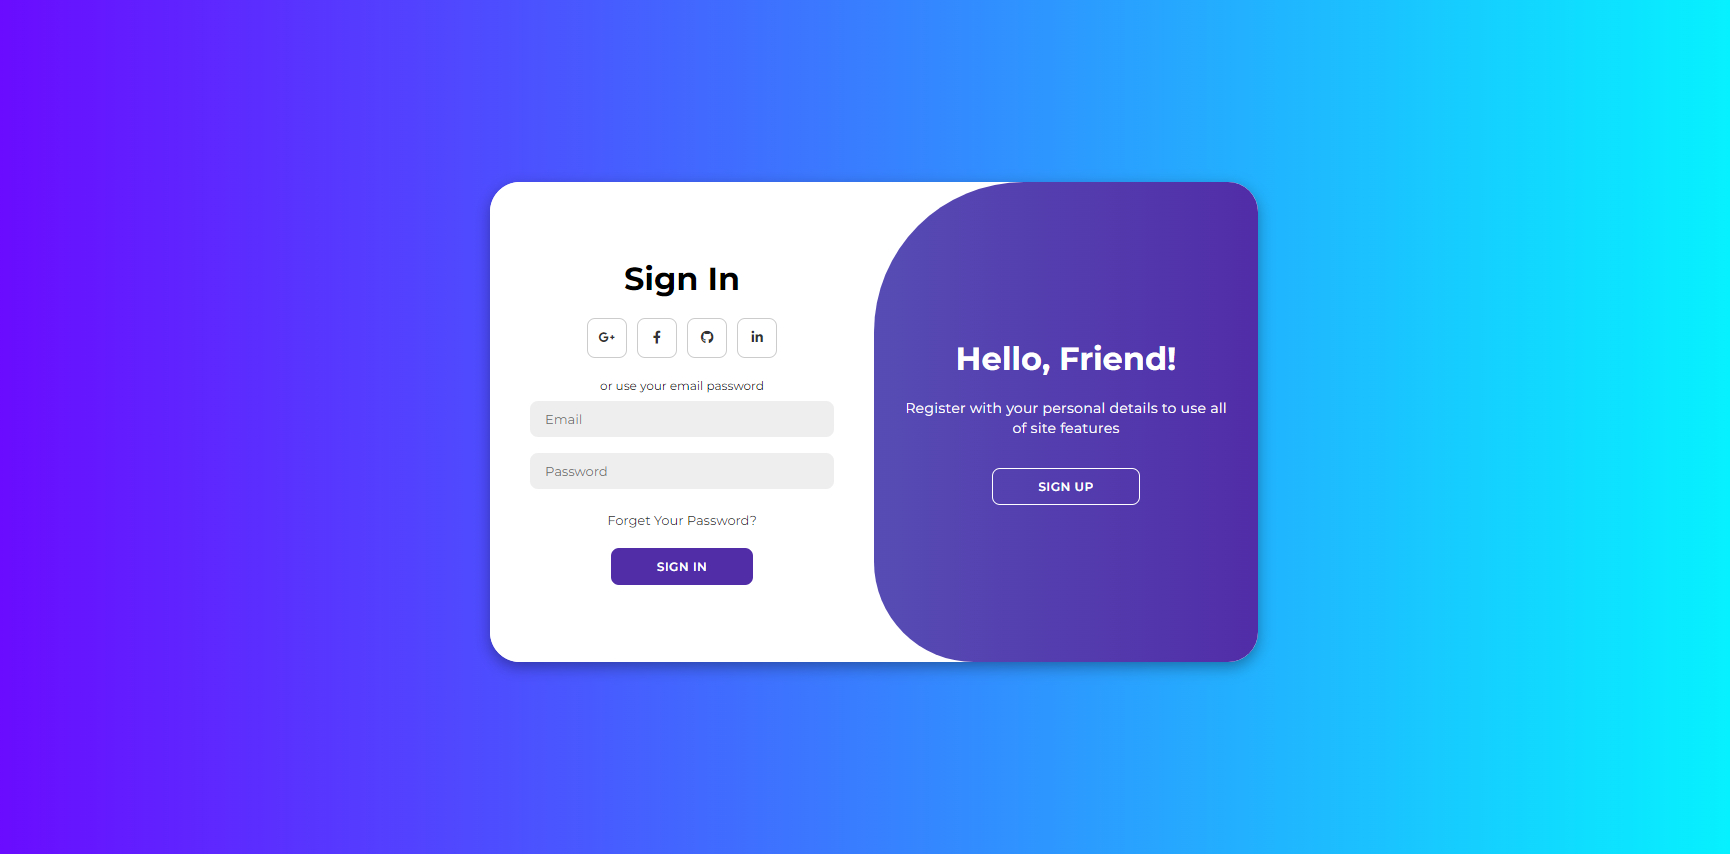 Sign In
G+ f in
or use your email password
Email
Password
Forget Your Password?
SIGN IN
Hello, Friend!
Register with your personal details to use all
of site features
SIGN UP